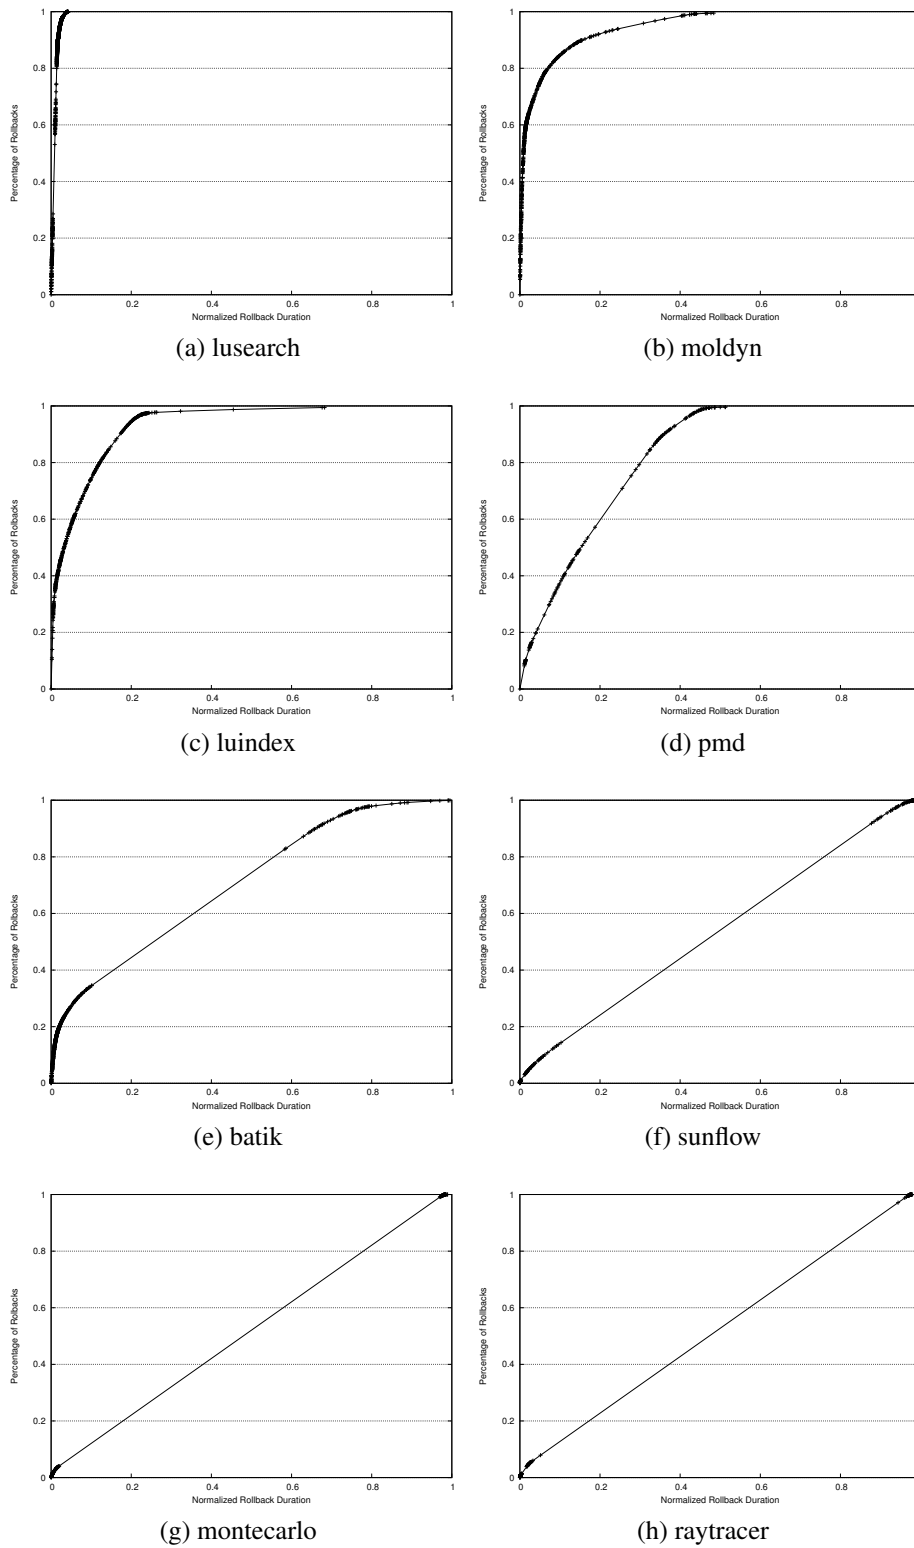 Percentage of Rollbacks
1
0.8
0.6
0.4
0.2
0
0 0.2 0.4 0.6 0.8 1
Normalized Rollback Duration
(a) lusearch
Percentage of Rollbacks
1
0.8
0.6
0.4
0.2
0
0 0.2 0.4 0.6 0.8
Normalized Rollback Duration
(b) moldyn
Percentage of Rollbacks
1
0.8
0.6
0.4
0.2
0
0 0.2 0.4 0.6 0.8 1
Normalized Rollback Duration
(c) luindex
Percentage of Rollbacks
1
0.8
0.6
0.4
0.2
0
0 0.2 0.4 0.6 0.8
Normalized Rollback Duration
(d) pmd
Percentage of Rollbacks
1
0.8
0.6
0.4
0.2
0
0 0.2 0.4 0.6 0.8 1
Normalized Rollback Duration
(e) batik
Percentage of Rollbacks
1
0.8
0.6
0.4
0.2
0
0 0.2 0.4 0.6 0.8
Normalized Rollback Duration
(f) sunflow
Percentage of Rollbacks
1
0.8
0.6
0.4
0.2
0
0 0.2 0.4 0.6 0.8 1
Normalized Rollback Duration
(g) montecarlo
Percentage of Rollbacks
1
0.8
0.6
0.4
0.2
0
0 0.2 0.4 0.6 0.8
Normalized Rollback Duration
(h) raytracer